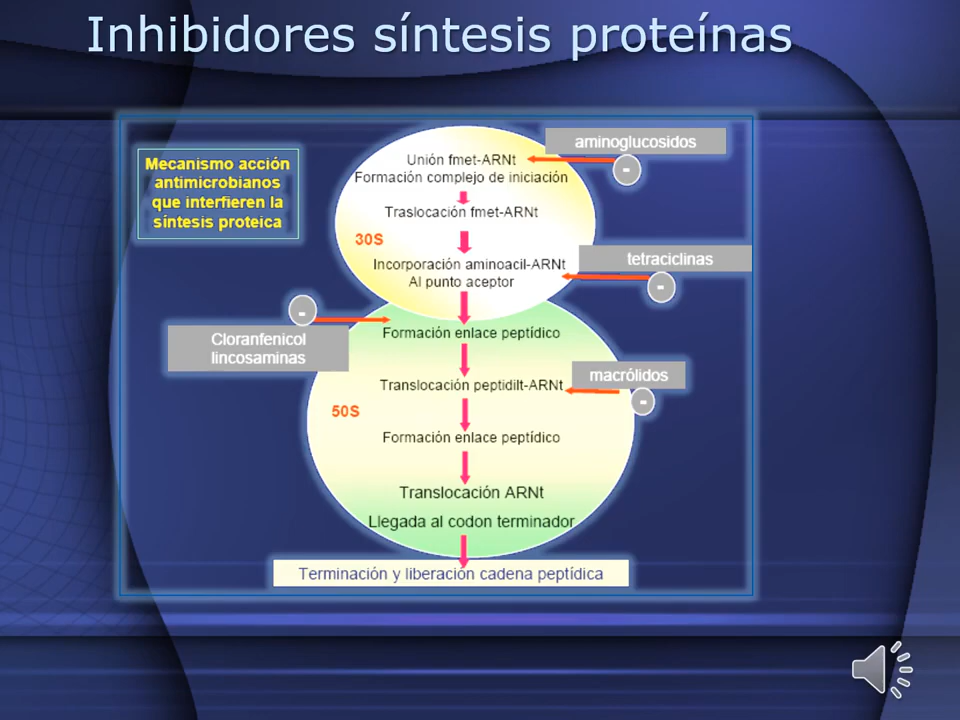 Inhibidores síntesis proteínas
Mecanismo acción
antimicrobianos
que interfieren la
síntesis proteica
aminoglucosidos
-
Unión fmet-ARNt
Formación complejo de iniciación
Traslocación fmet-ARNt
30S
Incorporación aminoacil-ARNt
Al punto aceptor
tetraciclinas
-
-
Cloranfenicol
lincosaminas
Formación enlace peptídico
Translocación peptidilt-ARNt
macrólidos
-
50S
Formación enlace peptídico
Translocación ARNt
Llegada al codon terminador
Terminación y liberación cadena peptídica